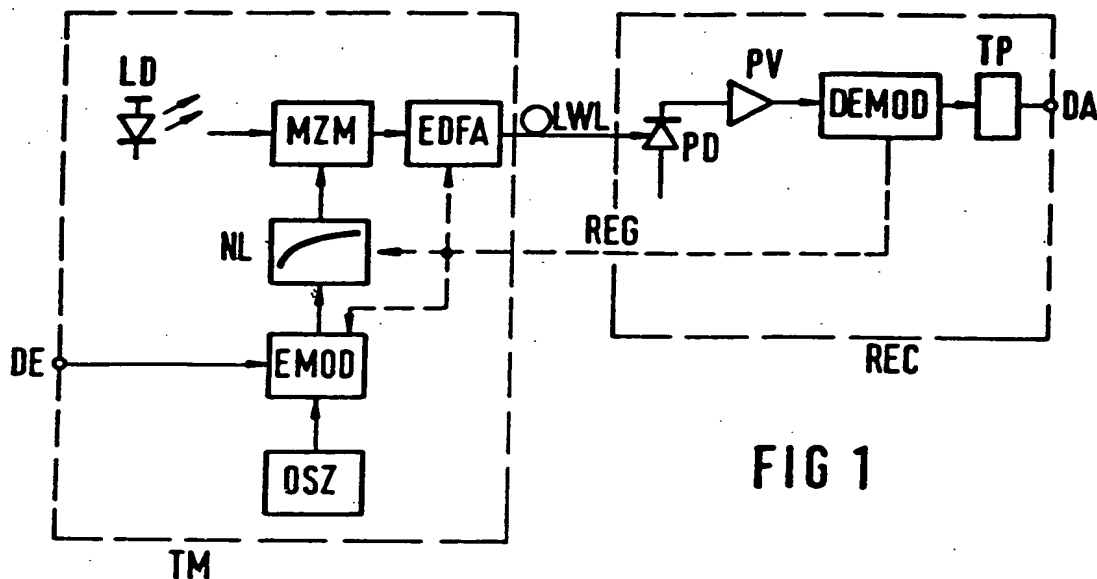 LD
MZM
EDFA
LWL
PD
PV
DEMOD
TP
DA
NL
REG
DE
EMOD
REC
OSZ
TM
FIG 1